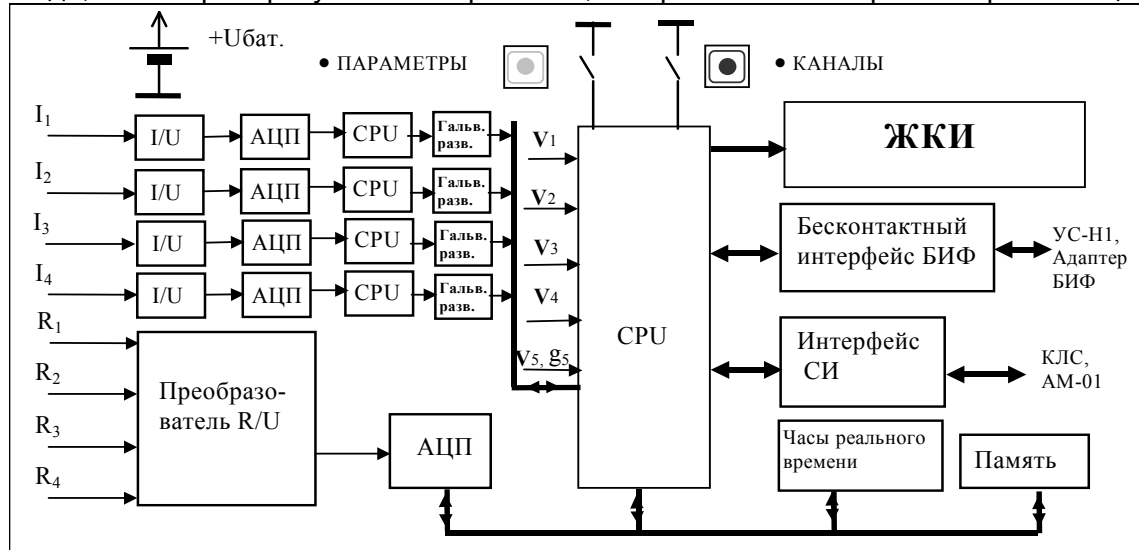 +Uбат.
• ПАРАМЕТРЫ
• КАНАЛЫ
I1
I/U
АЦП
CPU
Гальв.
разв.
I2
I/U
АЦП
CPU
Гальв.
разв.
I3
I/U
АЦП
CPU
Гальв.
разв.
I4
I/U
АЦП
CPU
Гальв.
разв.
R1
R2
R3
R4
Преобразо-
ватель R/U
АЦП
V1
V2
V3
V4
V5, g5
CPU
ЖКИ
Бесконтактный
интерфейс БИФ
УС-Н1,
Адаптер
БИФ
Интерфейс
СИ
КЛС,
АМ-01
Часы реального
времени
Память